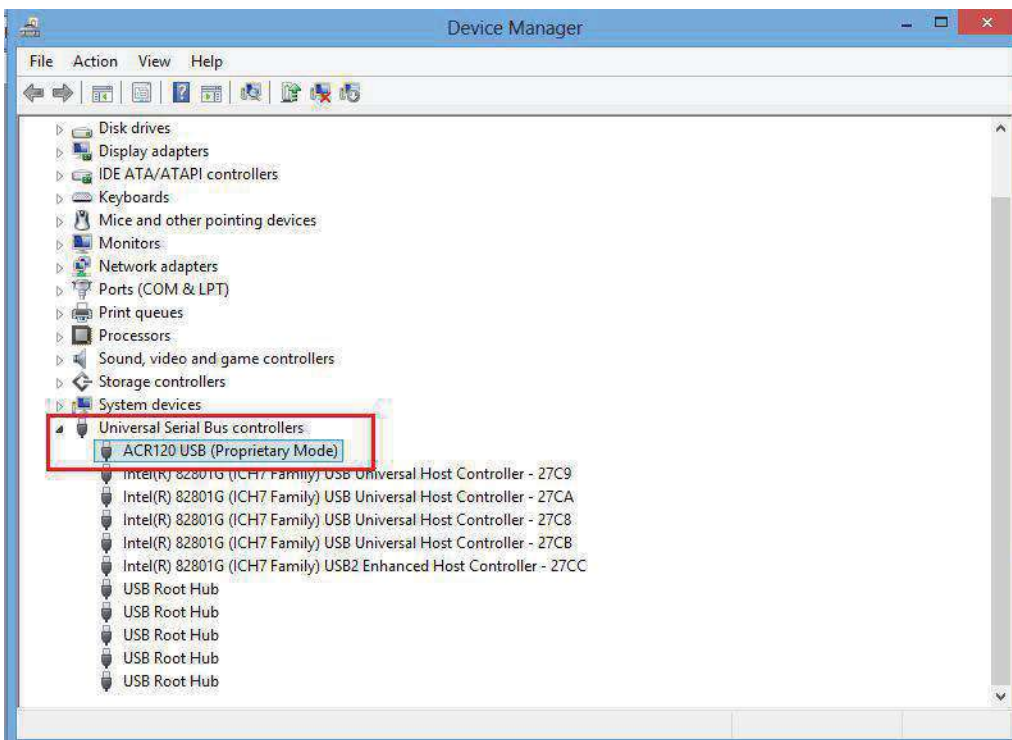 Device Manager
File Action View Help
Disk drives
Display adapters
IDE ATA/ATAPI controllers
Keyboards
Mice and other pointing devices
Monitors
Network adapters
Ports (COM & LPT)
Print queues
Processors
Sound, video and game controllers
Storage controllers
System devices
Universal Serial Bus controllers
ACR120 USB (Proprietary Mode)
Intel(R) 82801G (ICH7 Family) USB Universal Host Controller - 27C9
Intel(R) 82801G (ICH7 Family) USB Universal Host Controller - 27CA
Intel(R) 82801G (ICH7 Family) USB Universal Host Controller - 27C8
Intel(R) 82801G (ICH7 Family) USB Universal Host Controller - 27CB
Intel(R) 82801G (ICH7 Family) USB2 Enhanced Host Controller - 27CC
USB Root Hub
USB Root Hub
USB Root Hub
USB Root Hub
USB Root Hub